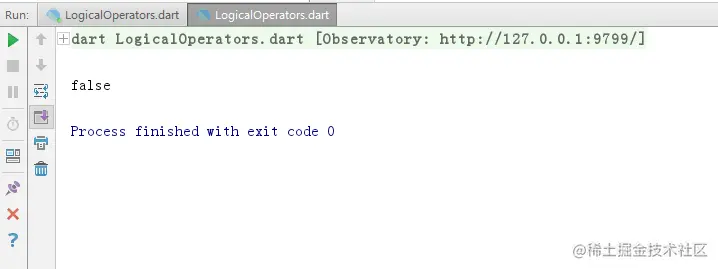 Run: LogicalOperators.dart LogicalOperators.dart
dart LogicalOperators.dart [Observatory: http://127.0.0.1:9799/]
false
Process finished with exit code 0
@稀土掘金技术社区